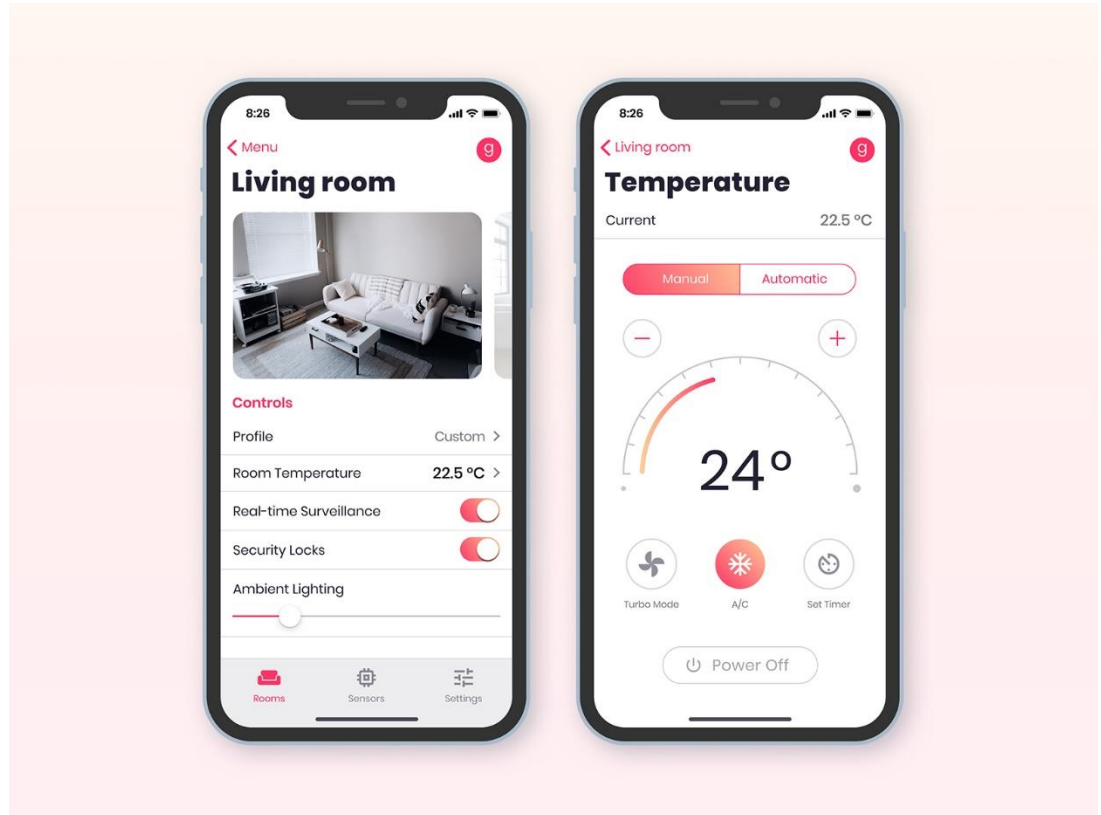 8:26
Menu
g
Living room
Controls
Profile Custom
Room Temperature 22.5 °C
Real-time Surveillance
Security Locks
Ambient Lighting
Rooms Sensors Settings
8:26
Living room
g
Temperature
Current 22.5 °C
Manual Automatic
24°
Turbo Mode A/C Set Timer
Power Off